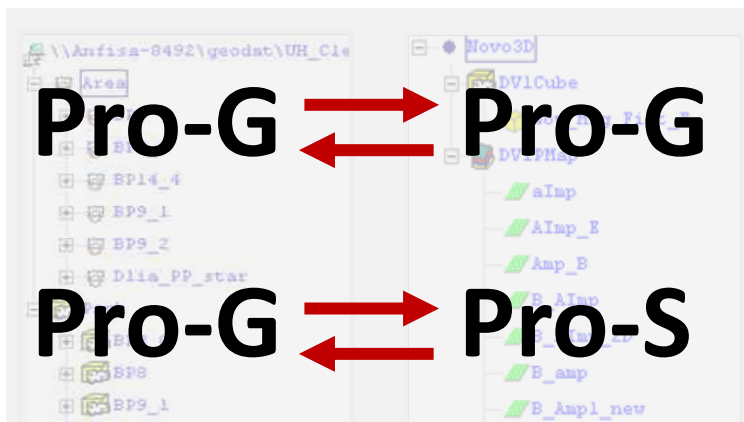 \\Anfisa-8492\geodat\UH_Cle
Area
BP14_4
BP9_1
BP9_2
Dlia_PP_star
BP8
BP9_1
Novo3D
DV1Cube
DV1PMap
aImp
AImp_E
Amp_B
B_AImp
B_amp
B_Ampl_new
Pro-G
Pro-G
Pro-G
Pro-S